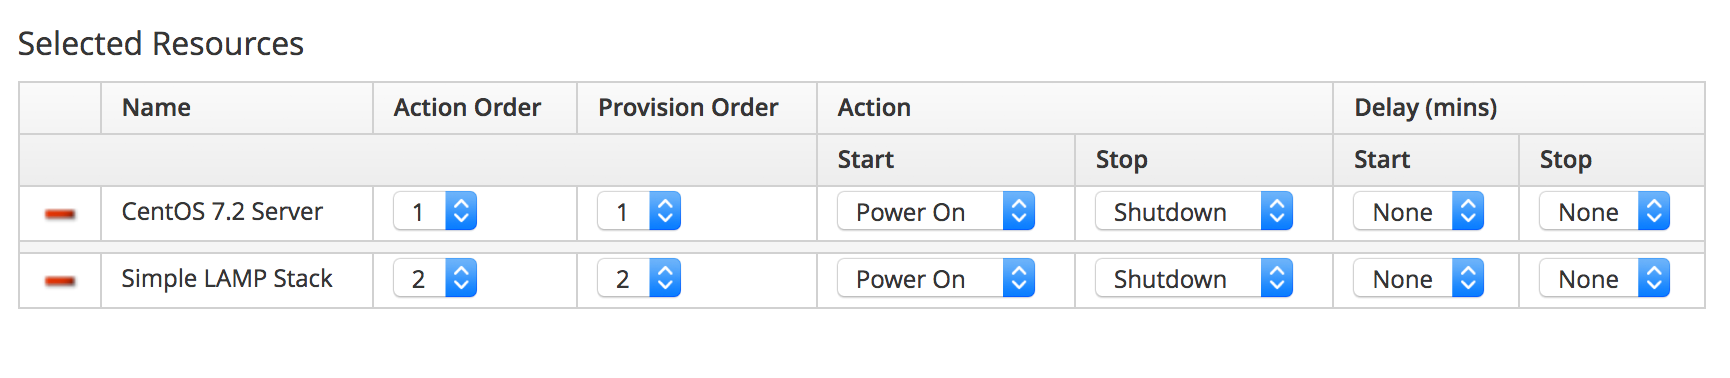 Selected Resources
Name Action Order Provision Order Action Delay (mins)
Start Stop Start Stop
CentOS 7.2 Server 1 1 Power On Shutdown None None
Simple LAMP Stack 2 2 Power On Shutdown None None